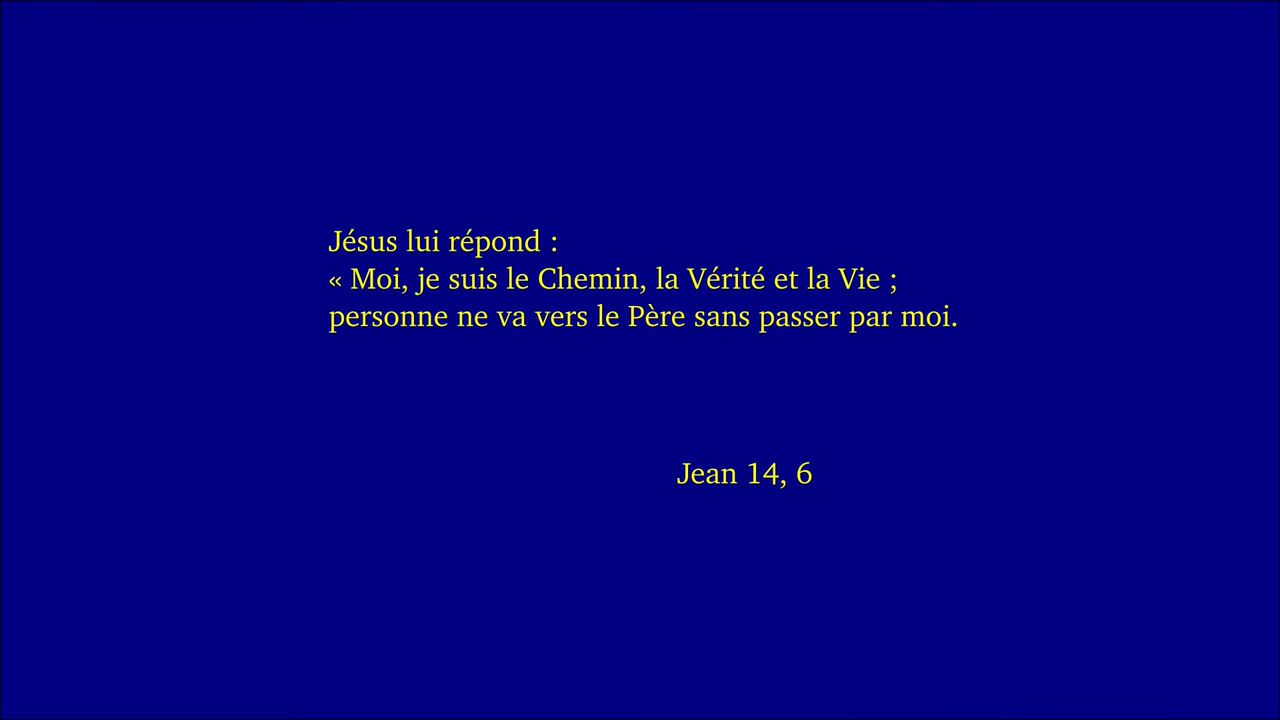 Jésus lui répond :
« Moi, je suis le Chemin, la Vérité et la Vie ;
personne ne va vers le Père sans passer par moi.
Jean 14, 6